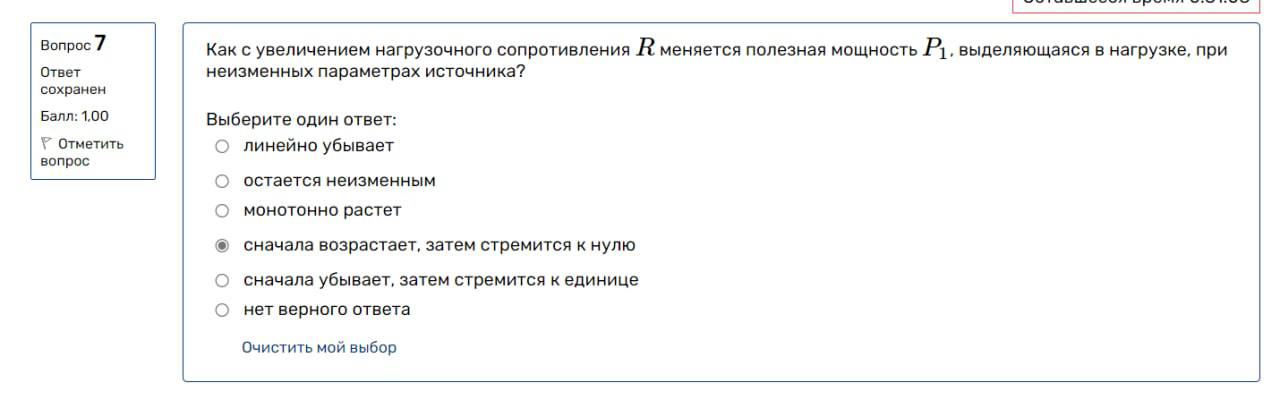 Вопрос 7
Ответ
сохранен
Балл: 1,00
Отметить
вопрос
Как с увеличением нагрузочного сопротивления R меняется полезная мощность P₁, выделяющаяся в нагрузке, при
неизменных параметрах источника?
Выберите один ответ:
линейно убывает
остается неизменным
монотонно растет
сначала возрастает, затем стремится к нулю
сначала убывает, затем стремится к единице
нет верного ответа
Очистить мой выбор